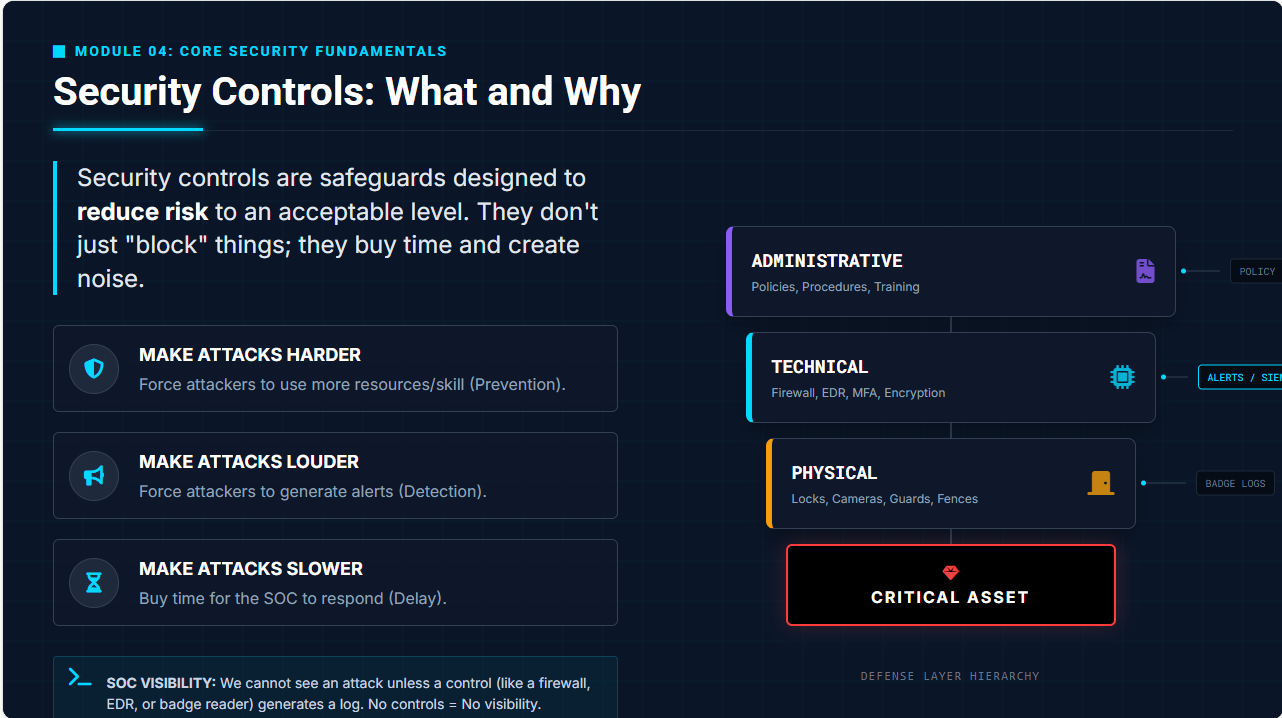 MODULE 04: CORE SECURITY FUNDAMENTALS
Security Controls: What and Why
Security controls are safeguards designed to
reduce risk to an acceptable level. They don't
just "block" things; they buy time and create
noise.
MAKE ATTACKS HARDER
Force attackers to use more resources/skill (Prevention).
MAKE ATTACKS LOUDER
Force attackers to generate alerts (Detection).
MAKE ATTACKS SLOWER
Buy time for the SOC to respond (Delay).
SOC VISIBILITY: We cannot see an attack unless a control (like a firewall,
EDR, or badge reader) generates a log. No controls = No visibility.
ADMINISTRATIVE
Policies, Procedures, Training
POLICY
TECHNICAL
Firewall, EDR, MFA, Encryption
ALERTS / SIEM
PHYSICAL
Locks, Cameras, Guards, Fences
BADGE LOGS
CRITICAL ASSET
DEFENSE LAYER HIERARCHY